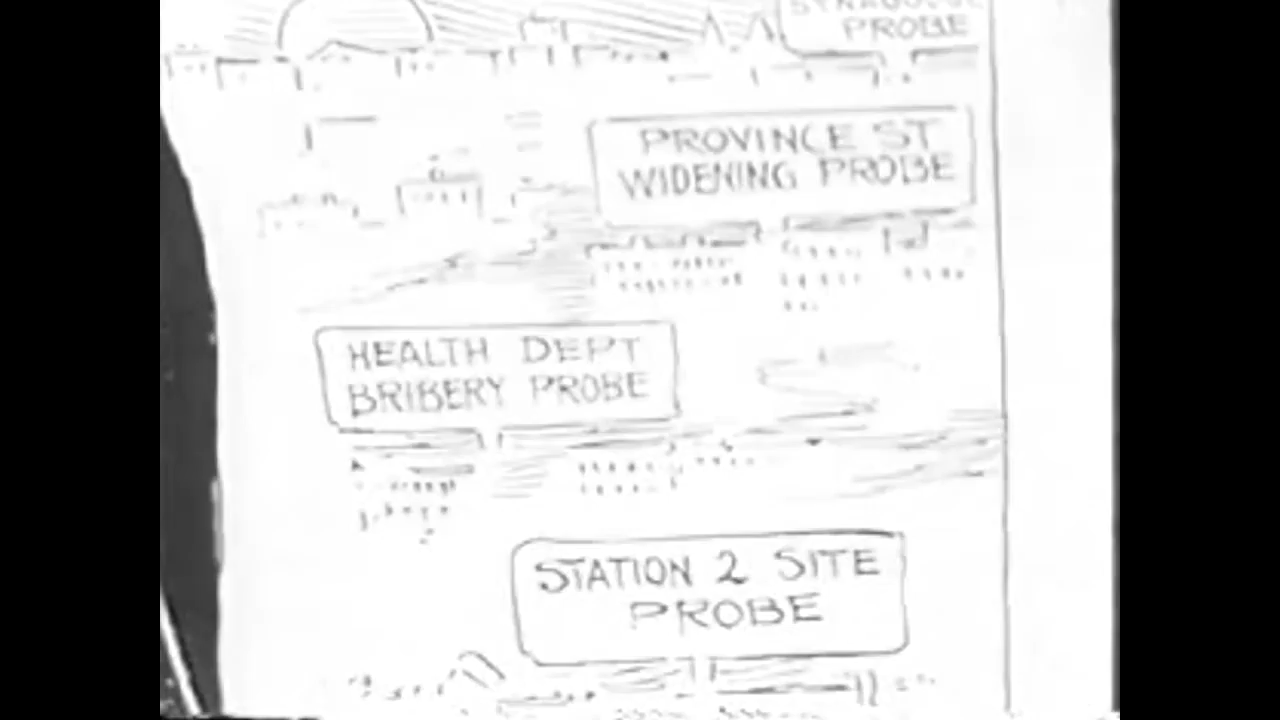 PROBE
PROVINCE ST
WIDENING PROBE
HEALTH DEPT
BRIBERY PROBE
STATION 2 SITE
PROBE